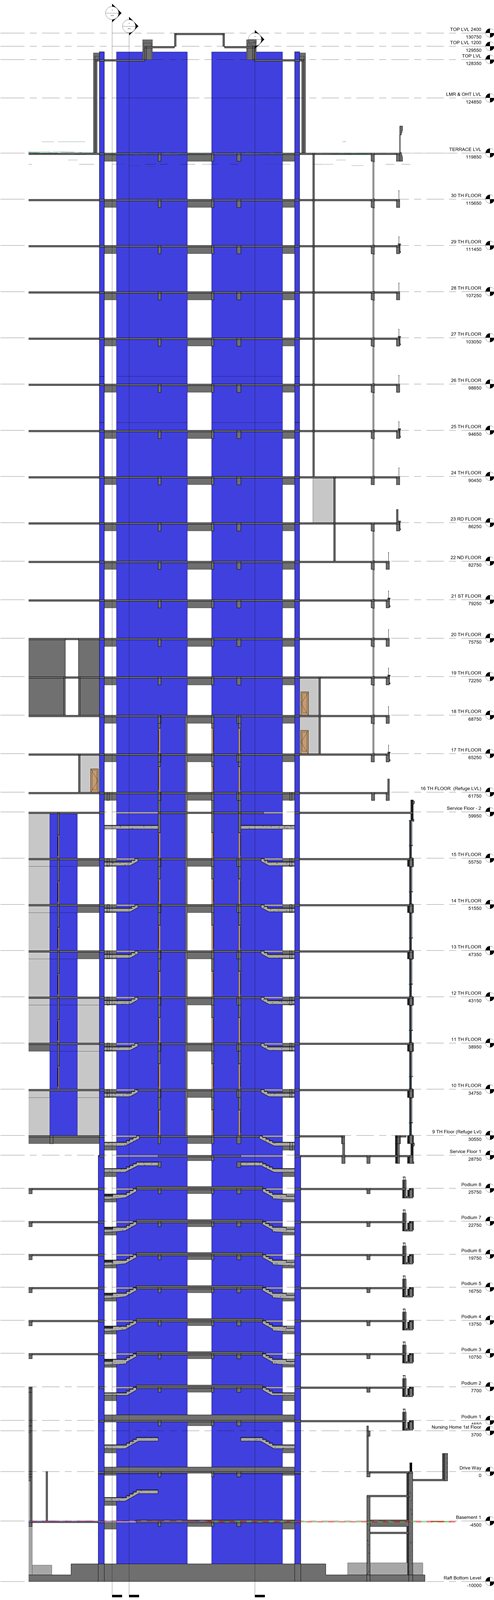 TOP LVL 2400
130750
TOP LVL 1200
129550
TOP LVL
128350
LMR & OHT LVL
124850
TERRACE LVL
119850
30 TH FLOOR
115650
29 TH FLOOR
111450
28 TH FLOOR
107250
27 TH FLOOR
103050
26 TH FLOOR
98850
25 TH FLOOR
94650
24 TH FLOOR
90450
23 RD FLOOR
86250
22 ND FLOOR
82750
21 ST FLOOR
79250
20 TH FLOOR
75750
19 TH FLOOR
72250
18 TH FLOOR
68750
17 TH FLOOR
65250
16 TH FLOOR (Refuge LVL)
61750
Service Floor - 2
59950
15 TH FLOOR
55750
14 TH FLOOR
51550
13 TH FLOOR
47350
12 TH FLOOR
43150
11 TH FLOOR
38950
10 TH FLOOR
34750
9 TH Floor (Refuge Lvl)
30550
Service Floor 1
28750
Podium 8
25750
Podium 7
22750
Podium 6
19750
Podium 5
16750
Podium 4
13750
Podium 3
10750
Podium 2
7700
Podium 1
Nursing Home 1st Floor
3700
Drive Way
0
Basement 1
-4500
Raft Bottom Level
-10000